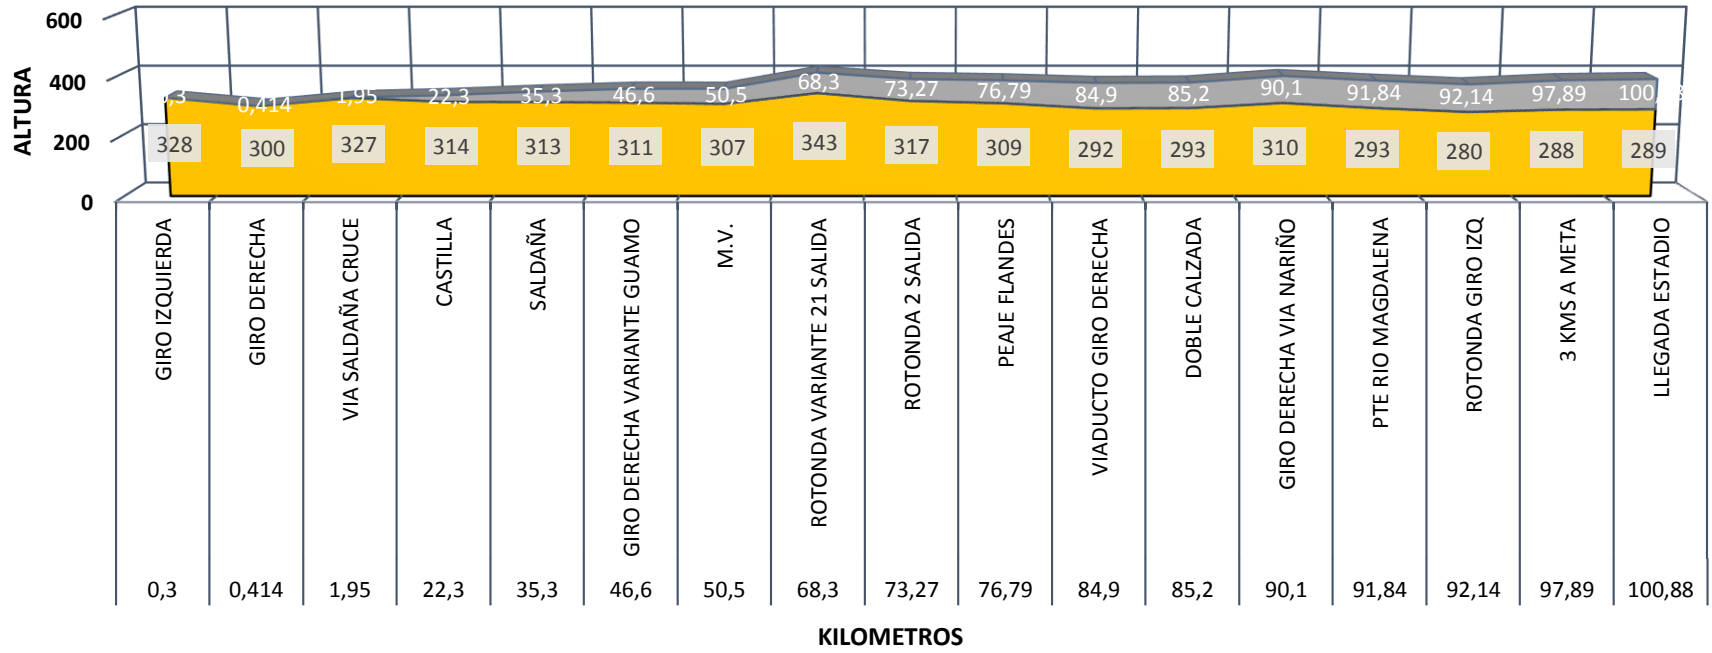 600
400
200
0
ALTURA
0,3 0,414 1,95 22,3 35,3 46,6 50,5 68,3 73,27 76,79 84,9 85,2 90,1 91,84 92,14 97,89 100,88
328 300 327 314 313 311 307 343 317 309 292 293 310 293 280 288 289
GIRO IZQUIERDA
GIRO DERECHA
VIA SALDAÑA CRUCE
CASTILLA
SALDAÑA
GIRO DERECHA VARIANTE GUAMO
M.V.
ROTONDA VARIANTE 21 SALIDA
ROTONDA 2 SALIDA
PEAJE FLANDES
VIADUCTO GIRO DERECHA
DOBLE CALZADA
GIRO DERECHA VIA NARIÑO
PTE RIO MAGDALENA
ROTONDA GIRO IZQ
3 KMS A META
LLEGADA ESTADIO
0,3 0,414 1,95 22,3 35,3 46,6 50,5 68,3 73,27 76,79 84,9 85,2 90,1 91,84 92,14 97,89 100,88
KILOMETROS